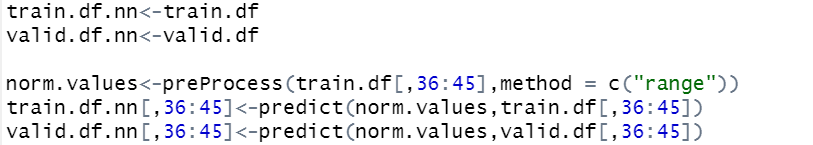 train.df.nn<-train.df
valid.df.nn<-valid.df
norm.values<-preProcess(train.df[,36:45],method = c("range"))
train.df.nn[,36:45]<-predict(norm.values,train.df[,36:45])
valid.df.nn[,36:45]<-predict(norm.values,valid.df[,36:45])